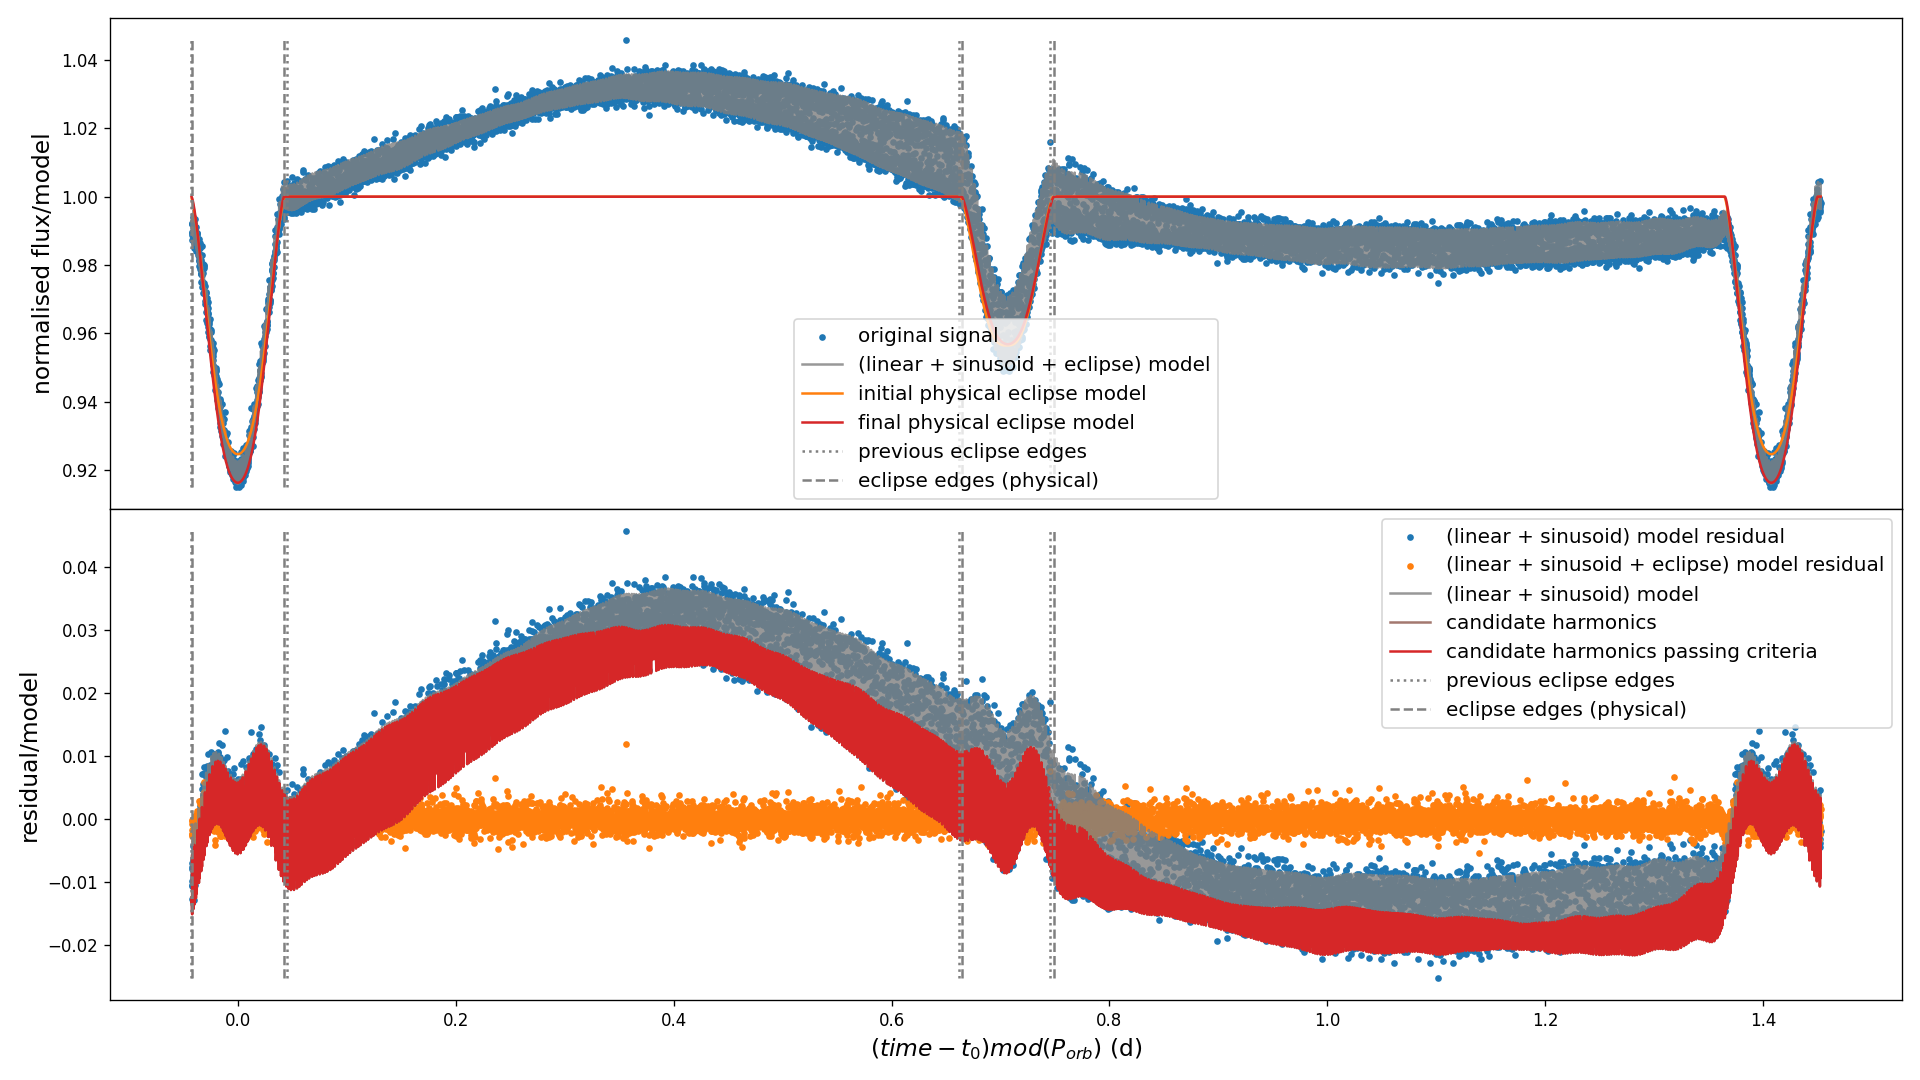 normalised flux/model
1.04
1.02
1.00
0.98
0.96
0.94
0.92
original signal
(linear + sinusoid + eclipse) model
initial physical eclipse model
final physical eclipse model
previous eclipse edges
eclipse edges (physical)
residual/model
0.04
0.03
0.02
0.01
0.00
−0.01
−0.02
(linear + sinusoid) model residual
(linear + sinusoid + eclipse) model residual
(linear + sinusoid) model
candidate harmonics
candidate harmonics passing criteria
previous eclipse edges
eclipse edges (physical)
0.0 0.2 0.4 0.6 0.8 1.0 1.2 1.4
(time − t₀)mod(P_orb) (d)